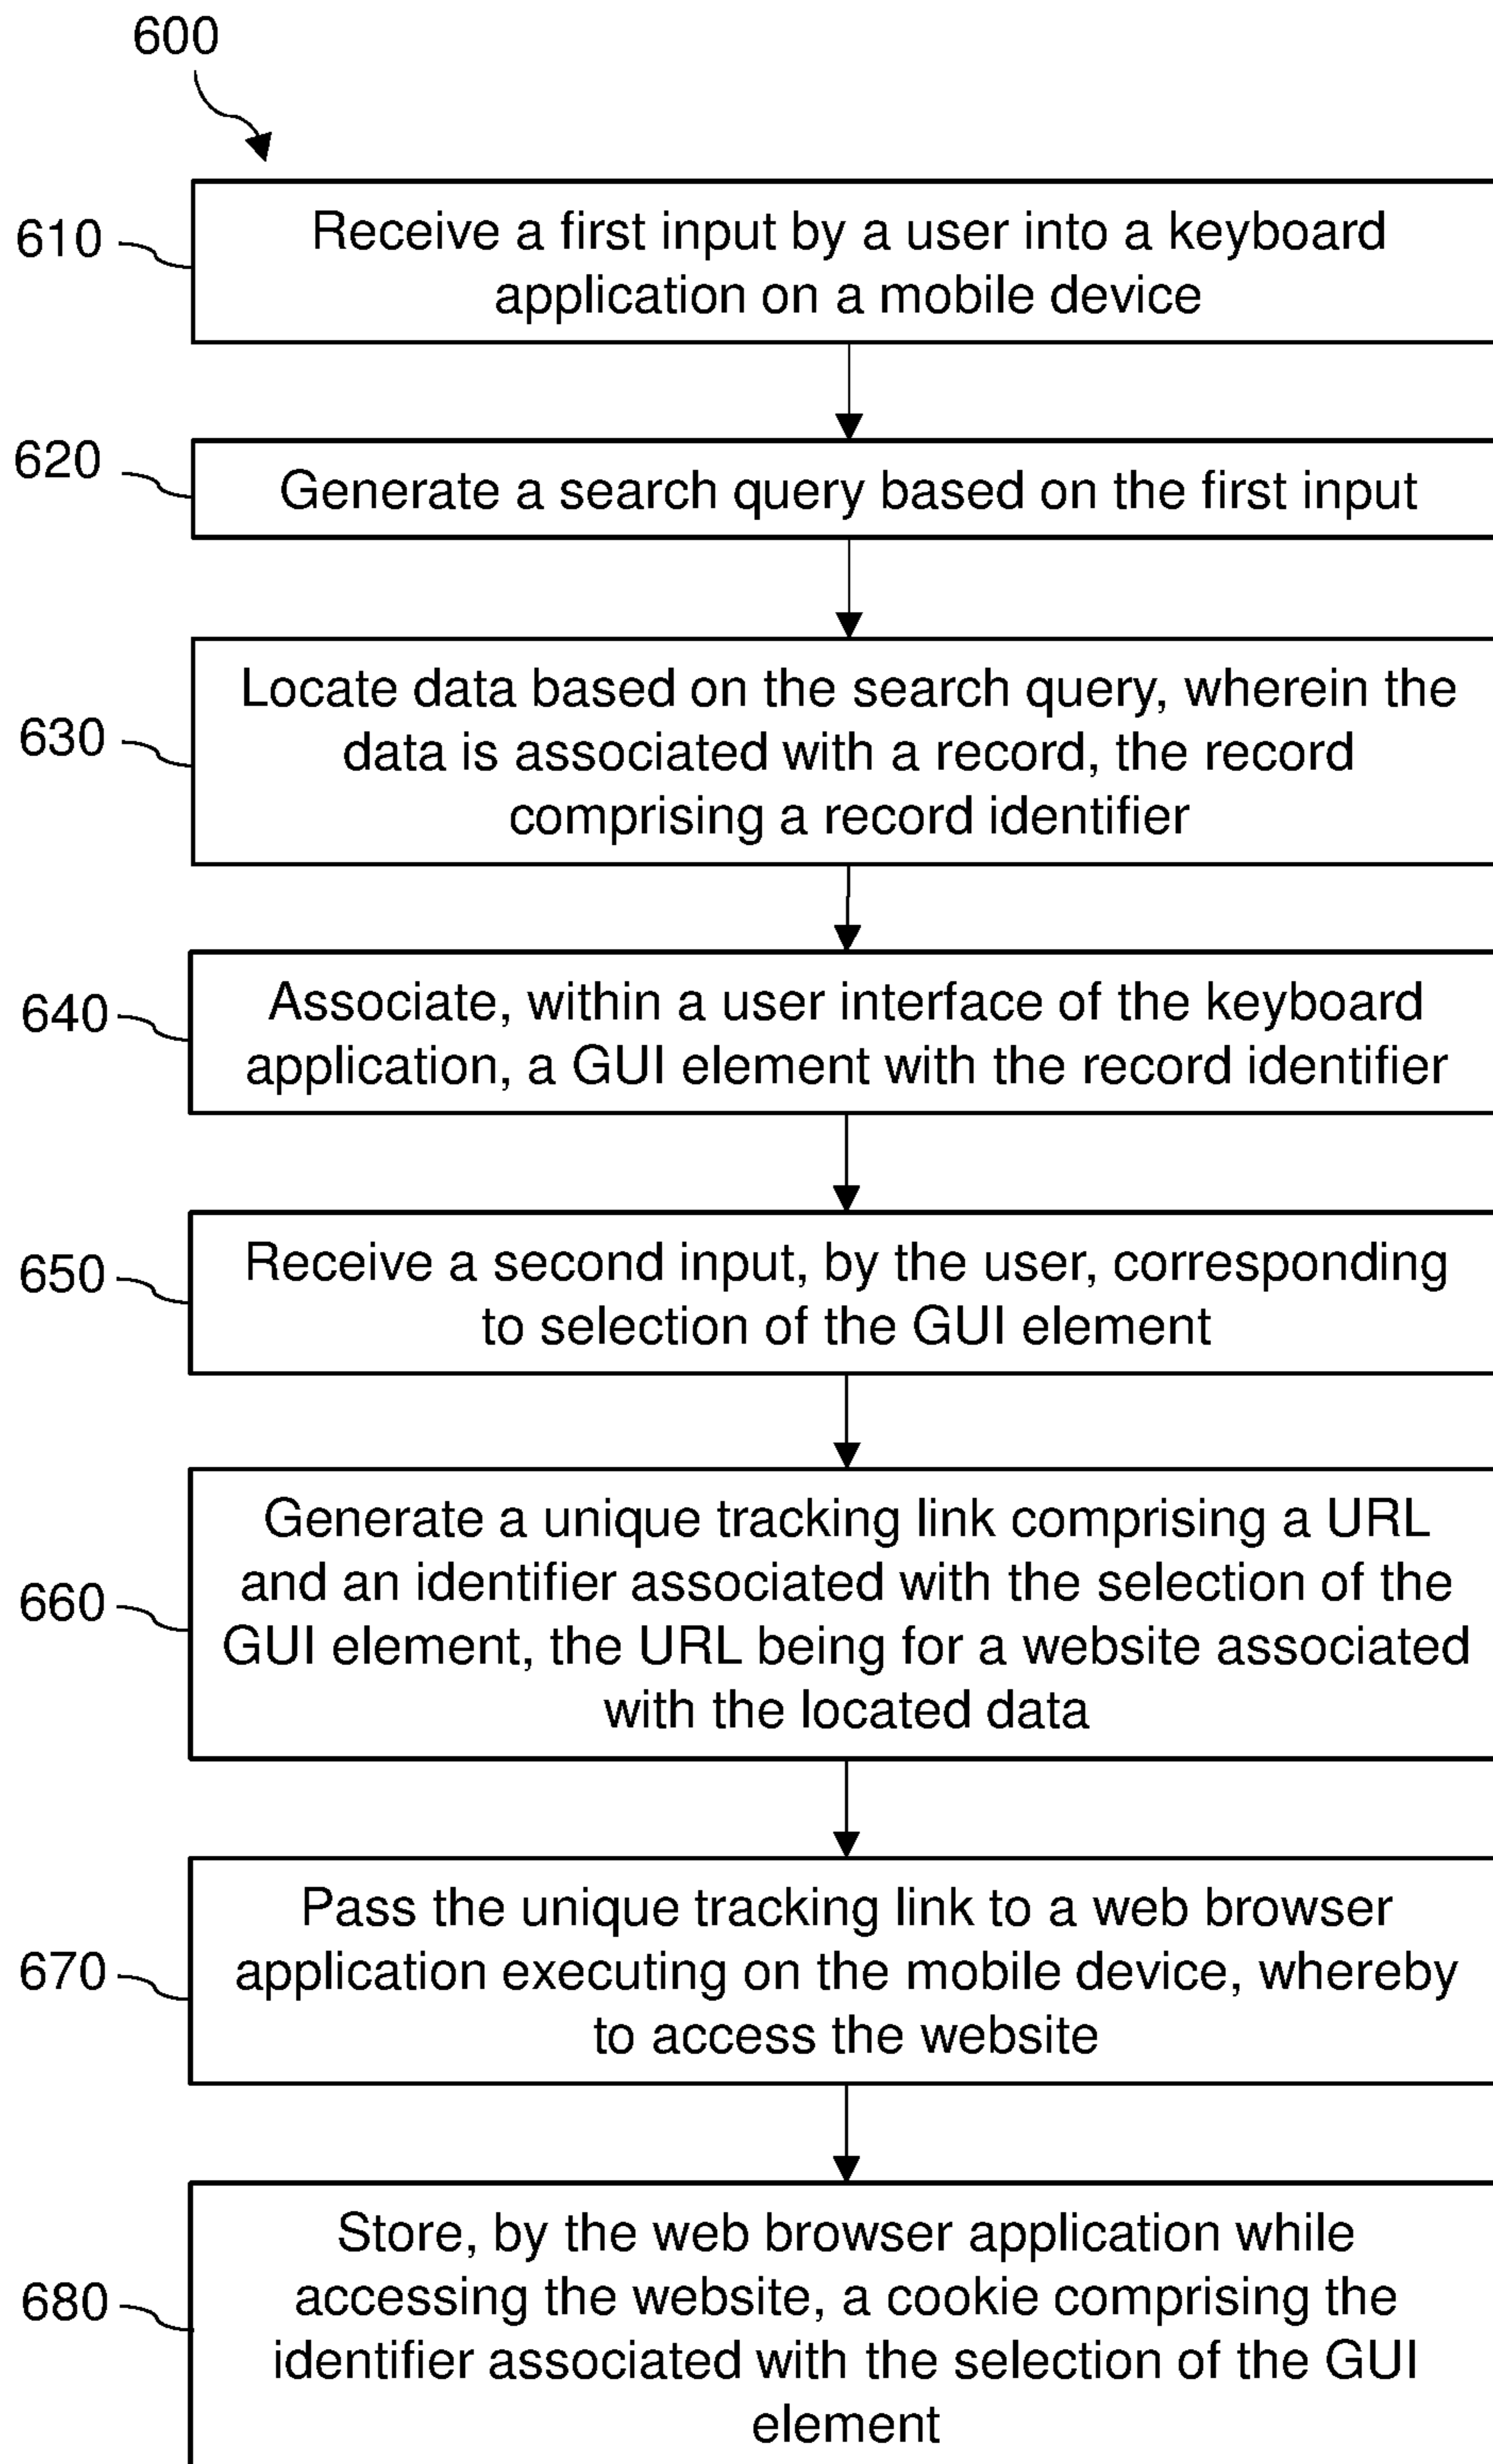 600
610
Receive a first input by a user into a keyboard
application on a mobile device
620
Generate a search query based on the first input
630
Locate data based on the search query, wherein the
data is associated with a record, the record
comprising a record identifier
640
Associate, within a user interface of the keyboard
application, a GUI element with the record identifier
650
Receive a second input, by the user, corresponding
to selection of the GUI element
660
Generate a unique tracking link comprising a URL
and an identifier associated with the selection of the
GUI element, the URL being for a website associated
with the located data
670
Pass the unique tracking link to a web browser
application executing on the mobile device, whereby
to access the website
680
Store, by the web browser application while
accessing the website, a cookie comprising the
identifier associated with the selection of the GUI
element